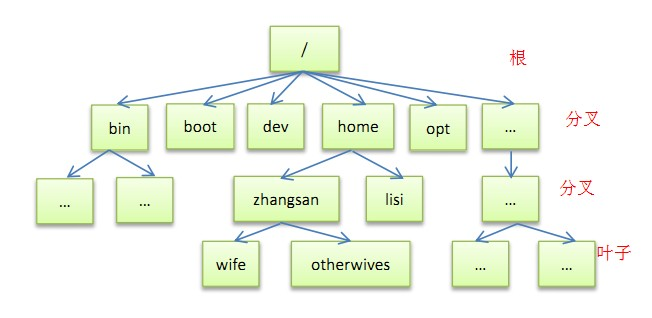 /
根
bin
boot
dev
home
opt
...
分叉
...
...
zhangsan
lisi
...
分叉
wife
otherwives
...
...
叶子